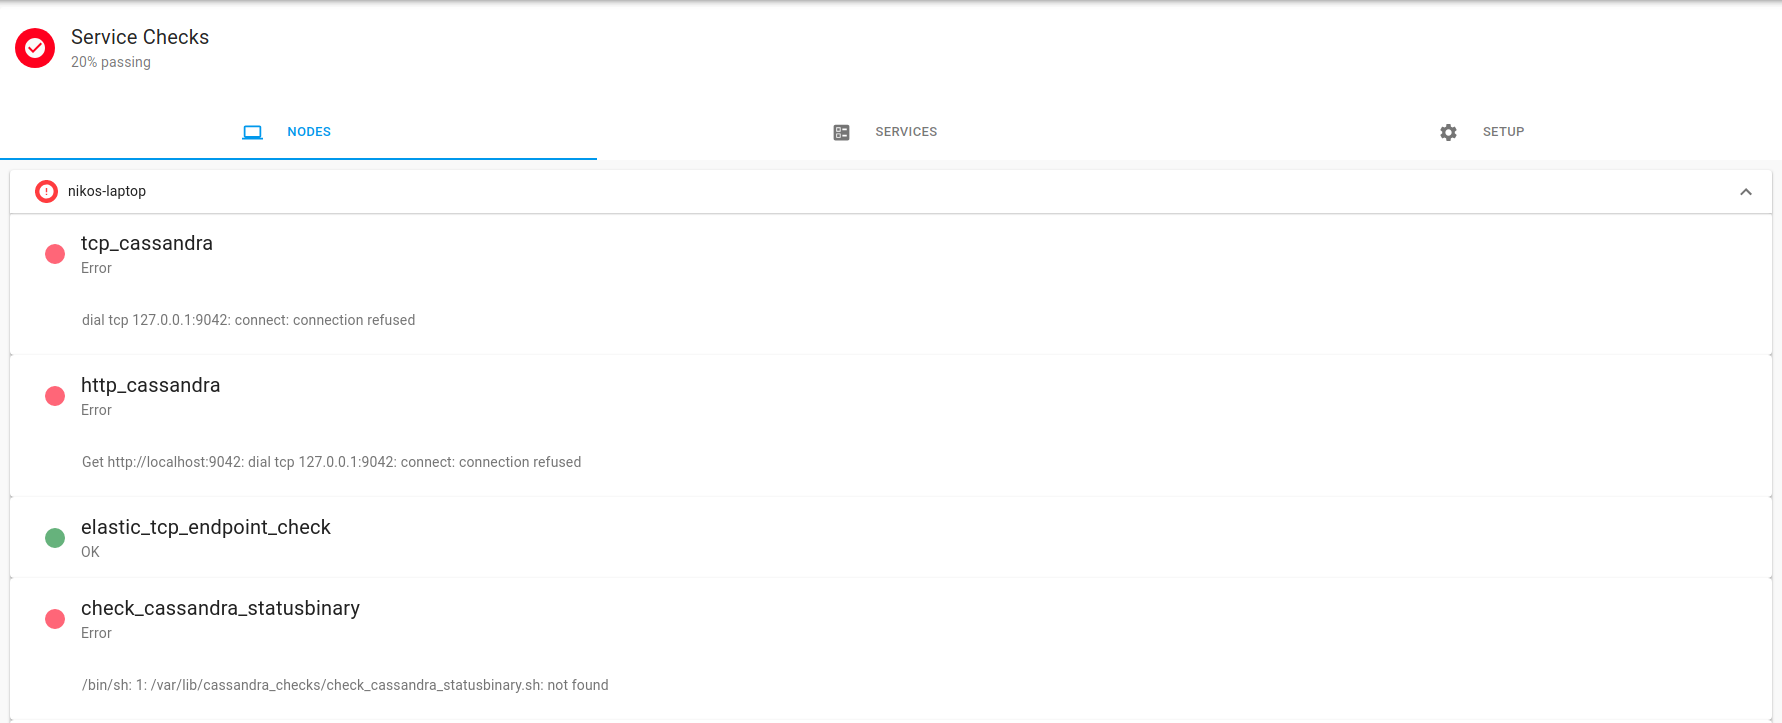 Service Checks
20% passing
NODES
SERVICES
SETUP
nikos-laptop
tcp_cassandra
Error
dial tcp 127.0.0.1:9042: connect: connection refused
http_cassandra
Error
Get http://localhost:9042: dial tcp 127.0.0.1:9042: connect: connection refused
elastic_tcp_endpoint_check
OK
check_cassandra_statusbinary
Error
/bin/sh: 1: /var/lib/cassandra_checks/check_cassandra_statusbinary.sh: not found